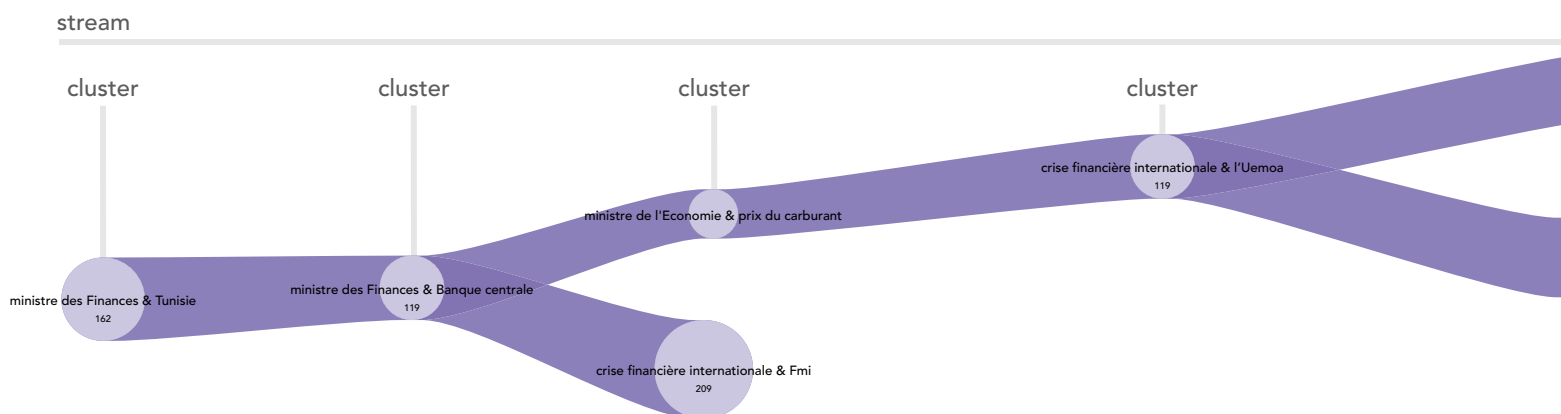 stream
cluster
cluster
cluster
cluster
crise financière internationale & l'Uemoa
119
ministre de l'Economie & prix du carburant
ministre des Finances & Banque centrale
119
ministre des Finances & Tunisie
162
crise financière internationale & Fmi
209